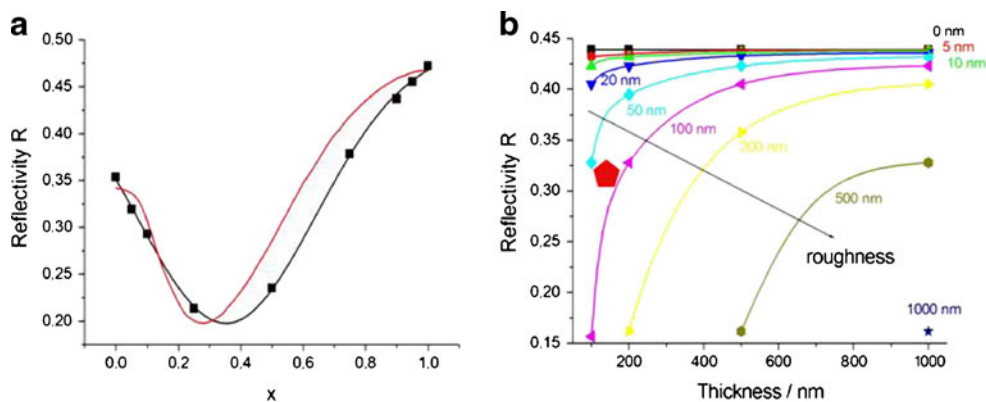 a
0.50
0.45
0.40
0.35
0.30
0.25
0.20
Reflectivity R
0.0 0.2 0.4 0.6 0.8 1.0
x
b
0.45
0.40
0.35
0.30
0.25
0.20
0.15
Reflectivity R
0 nm
5 nm
10 nm
20 nm
50 nm
100 nm
200 nm
500 nm
roughness
1000 nm
200 400 600 800 1000
Thickness / nm